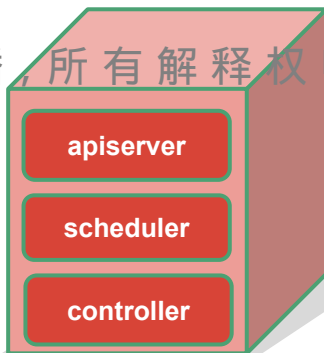 ，所有解释权
apiserver
scheduler
controller